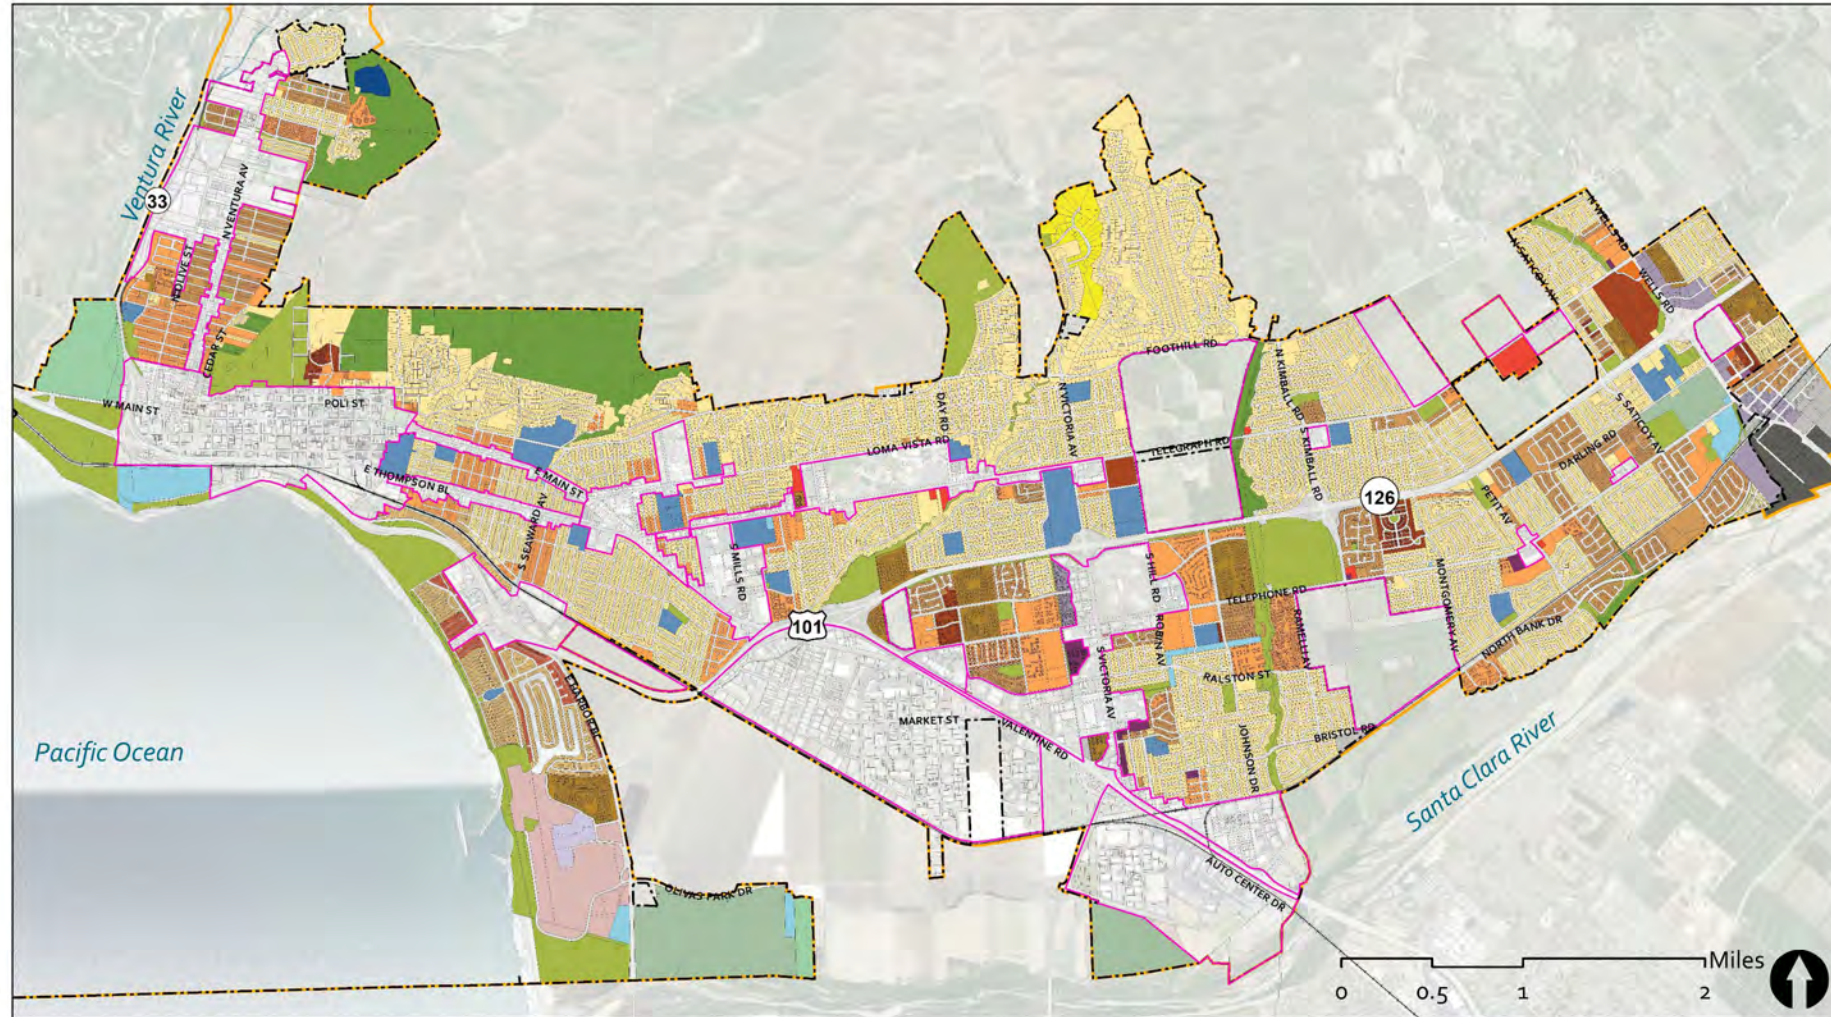 Ventura River
33
N VENTURA AV
N OLIVE ST
CEDAR ST
W MAIN ST
POLI ST
E THOMPSON BL
E MAIN ST
S SEAWARD AV
S MILLS RD
LOMA VISTA RD
DAY RD
N VICTORIA AV
FOOTHILL RD
TELEGRAPH RD
N KIMBALL RD
S KIMBALL RD
N SATICOY AV
N WELLS RD
WELLS RD
S SATICOY AV
DARLING RD
PETIT AV
126
101
S HILL RD
TELEPHONE RD
ROBIN AV
RAMELLI AV
MONTGOMERY AV
NORTH BANK DR
S VICTORIA AV
RALSTON ST
E HARBOR BL
MARKET ST
VALENTINE RD
JOHNSON DR
BRISTOL RD
Pacific Ocean
Santa Clara River
OLIVAS PARK DR
AUTO CENTER DR
Miles
0 0.5 1 2